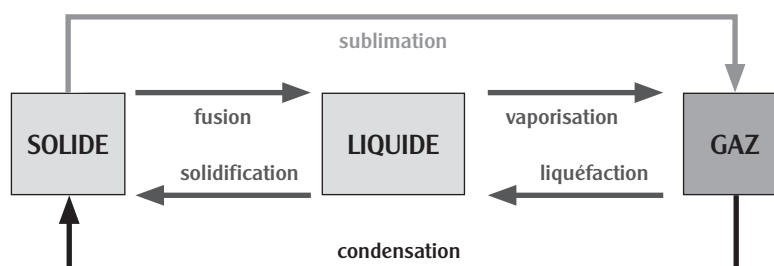 sublimation
fusion
vaporisation
SOLIDE
LIQUIDE
GAZ
solidification
liquéfaction
condensation